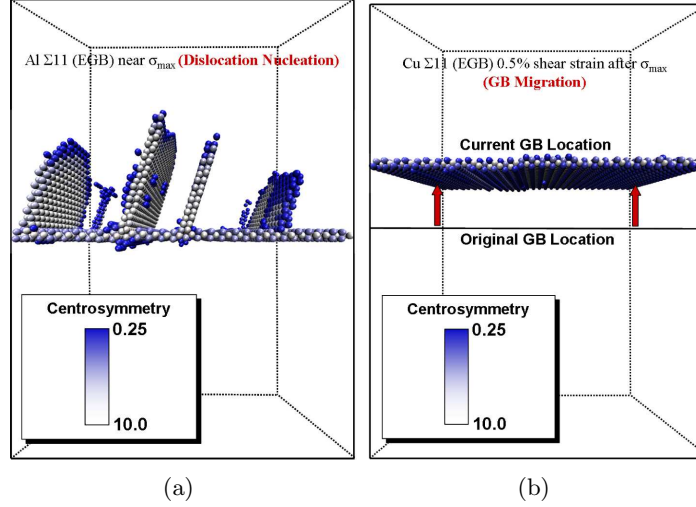 Al Σ11 (EGB) near σmax (Dislocation Nucleation)
Centrosymmetry
0.25
10.0
(a)
Cu Σ11 (EGB) 0.5% shear strain after σmax
(GB Migration)
Current GB Location
Original GB Location
Centrosymmetry
0.25
10.0
(b)